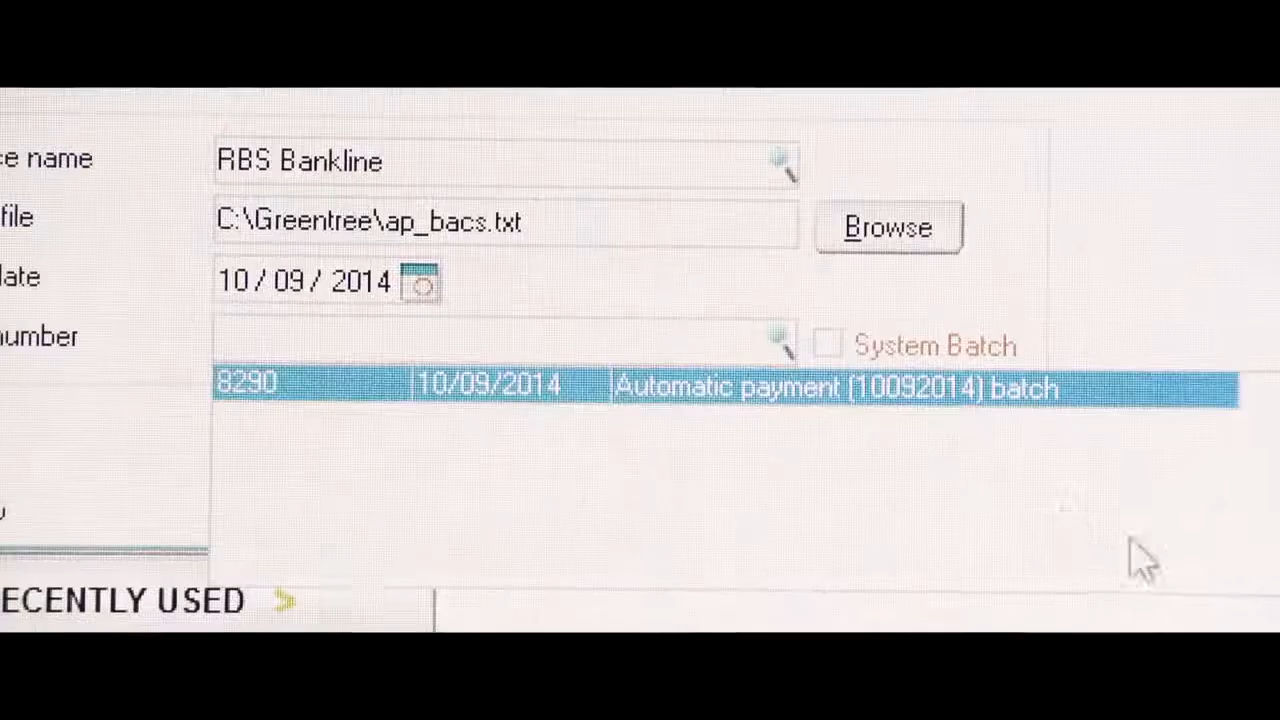 ce name RBS Bankline
file C:\Greentree\ap_bacs.txt Browse
late 10 / 09 / 2014
number System Batch
8290 10/09/2014 Automatic payment (10092014) batch
ECENTLY USED >